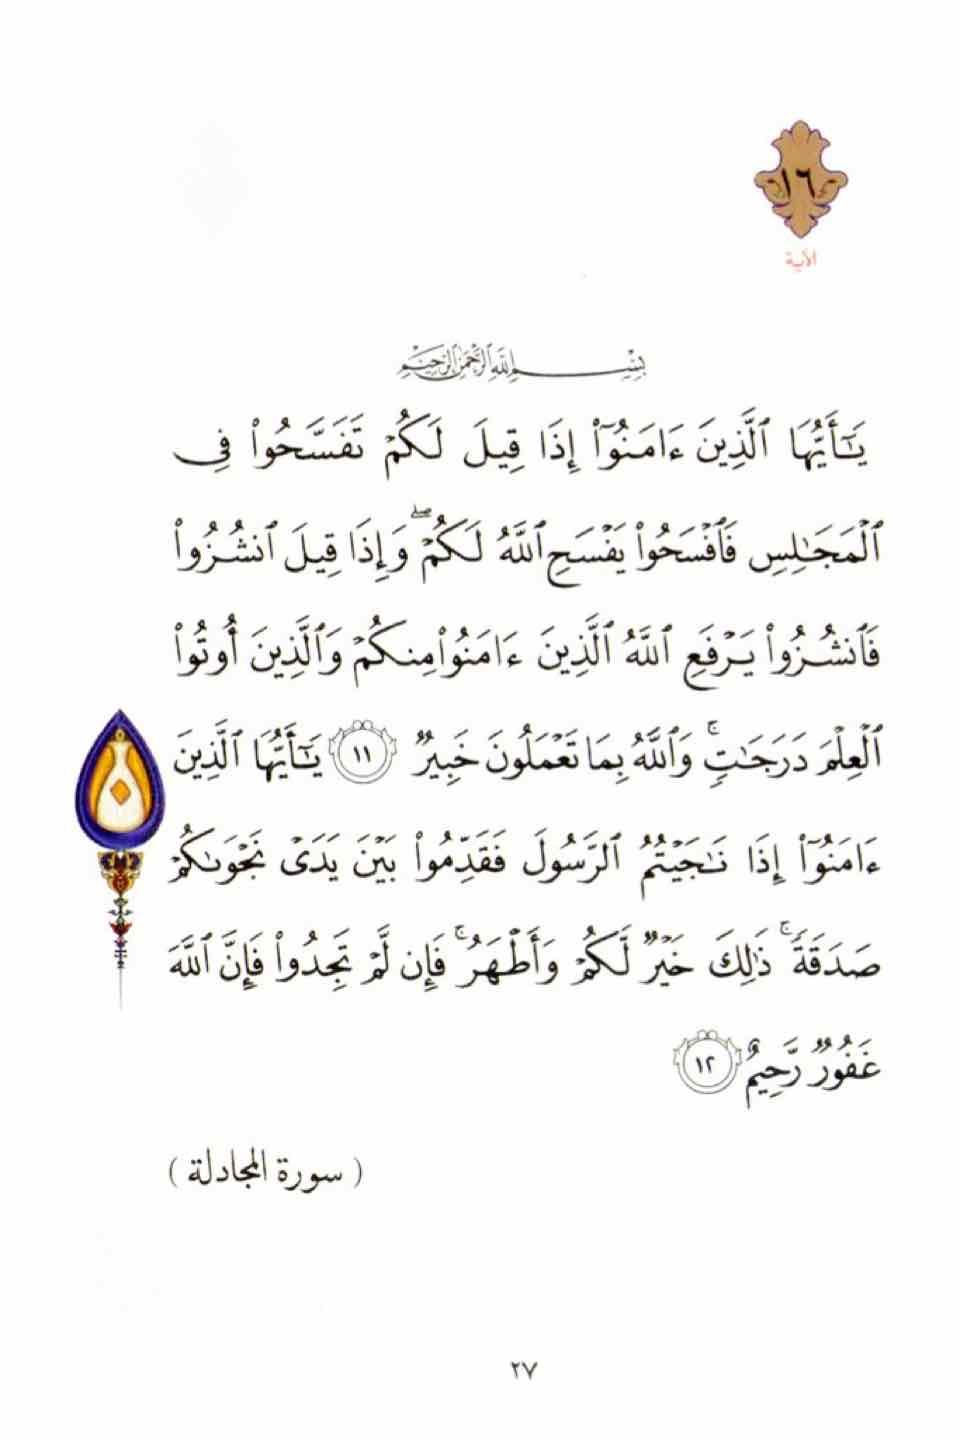 ١٦
الآية
بِسْمِ اللَّهِ الرَّحْمَٰنِ الرَّحِيمِ
يَـٰٓأَيُّهَا ٱلَّذِينَ ءَامَنُوٓا۟ إِذَا قِيلَ لَكُمْ تَفَسَّحُوا۟ فِى
ٱلْمَجَـٰلِسِ فَٱفْسَحُوا۟ يَفْسَحِ ٱللَّهُ لَكُمْ ۖ وَإِذَا قِيلَ ٱنشُزُوا۟
فَٱنشُزُوا۟ يَرْفَعِ ٱللَّهُ ٱلَّذِينَ ءَامَنُوا۟ مِنكُمْ وَٱلَّذِينَ أُوتُوا۟
ٱلْعِلْمَ دَرَجَـٰتٍ ۚ وَٱللَّهُ بِمَا تَعْمَلُونَ خَبِيرٌ ١١ يَـٰٓأَيُّهَا ٱلَّذِينَ
ءَامَنُوٓا۟ إِذَا نَـٰجَيْتُمُ ٱلرَّسُولَ فَقَدِّمُوا۟ بَيْنَ يَدَىْ نَجْوَىٰكُمْ
صَدَقَةً ۚ ذَٰلِكَ خَيْرٌ لَّكُمْ وَأَطْهَرُ ۚ فَإِن لَّمْ تَجِدُوا۟ فَإِنَّ ٱللَّهَ
غَفُورٌ رَّحِيمٌ ١٢
( سورة المجادلة )
٢٧